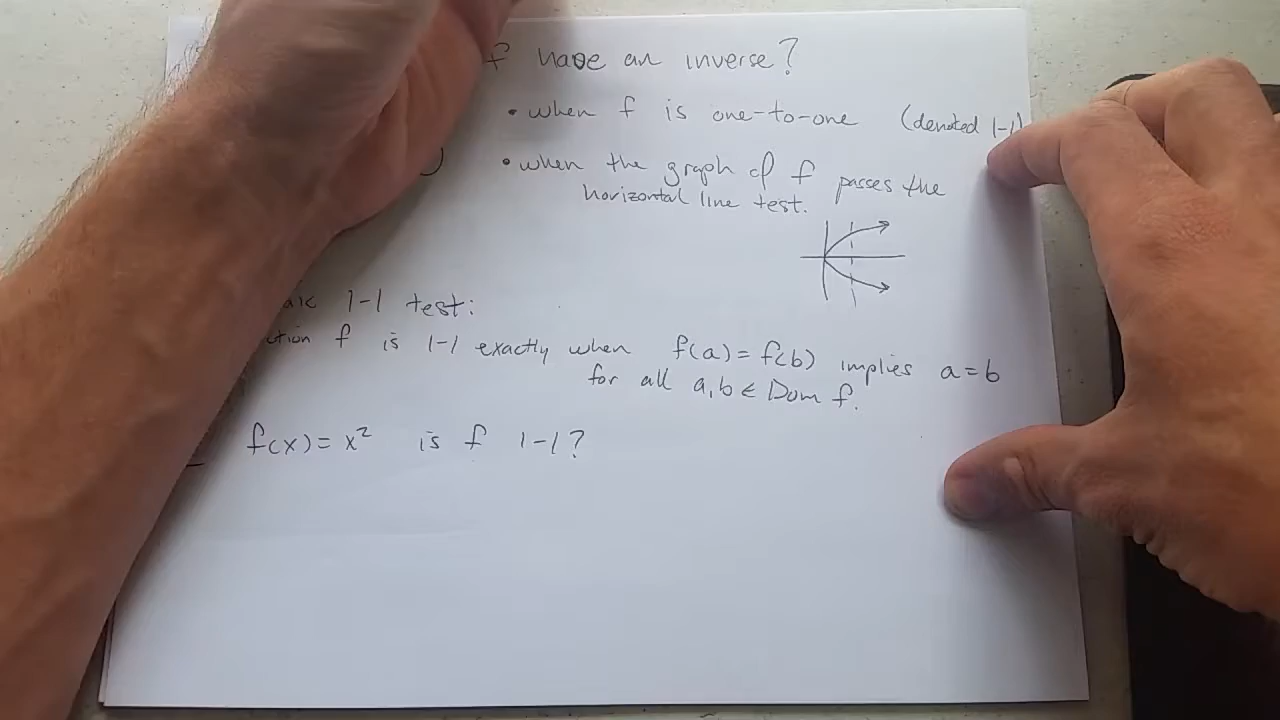 f have an inverse?
• when f is one-to-one (denoted 1-1)
• when the graph of f passes the
horizontal line test.
1-1 test:
f is 1-1 exactly when f(a) = f(b) implies a = b
for all a, b ∈ Dom f.
f(x) = x² is f 1-1?